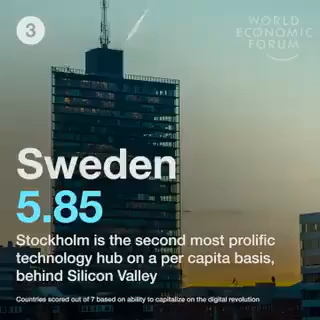 3
WORLD
ECONOMIC
FORUM
Sweden
5.85
Stockholm is the second most prolific
technology hub on a per capita basis,
behind Silicon Valley
Countries scored out of 7 based on ability to capitalize on the digital revolution